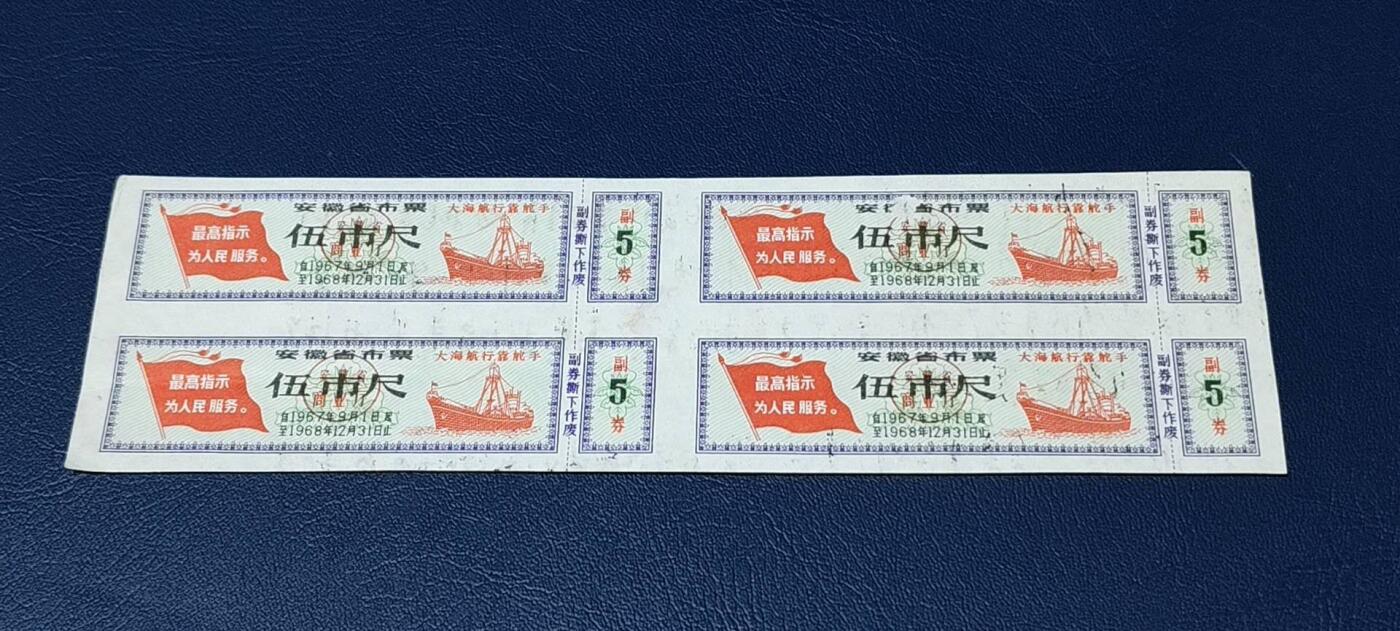 安徽省布票
大海航行靠舵手
最高指示
为人民服务。
伍市尺
自1967年9月1日起
至1968年12月31日止
副券撕下作废
副
5
券
安徽省布票
大海航行靠舵手
最高指示
为人民服务。
伍市尺
自1967年9月1日起
至1968年12月31日止
副券撕下作废
副
5
券
安徽省布票
大海航行靠舵手
最高指示
为人民服务。
伍市尺
自1967年9月1日起
至1968年12月31日止
副券撕下作废
副
5
券
安徽省布票
大海航行靠舵手
最高指示
为人民服务。
伍市尺
自1967年9月1日起
至1968年12月31日止
副券撕下作废
副
5
券